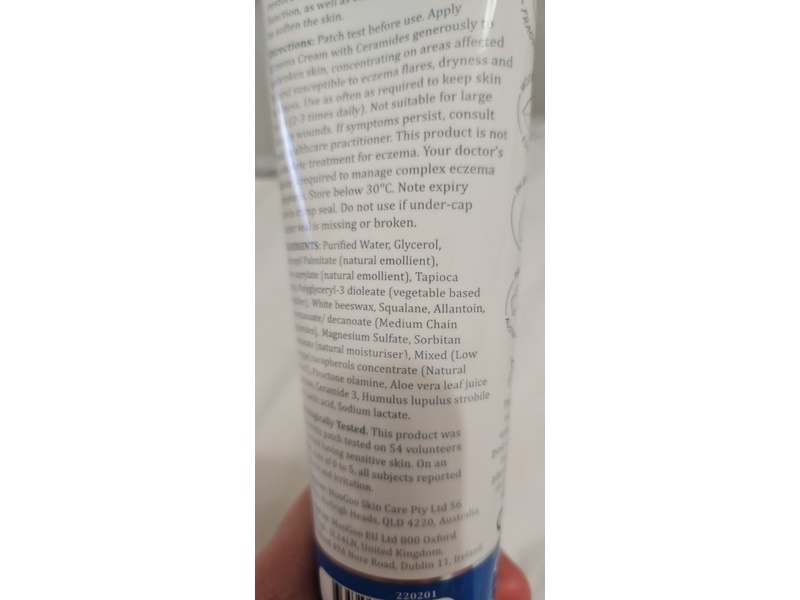 function, as well as
to soften the skin.
Directions: Patch test before use. Apply
Eczema Cream with Ceramides generously to
broken skin, concentrating on areas affected
and susceptible to eczema flares, dryness and
Use as often as required to keep skin
(2-3 times daily). Not suitable for large
wounds. If symptoms persist, consult
healthcare practitioner. This product is not
treatment for eczema. Your doctor's
required to manage complex eczema
Store below 30°C. Note expiry
seal. Do not use if under-cap
seal is missing or broken.
INGREDIENTS: Purified Water, Glycerol,
Palmitate (natural emollient),
(natural emollient), Tapioca
Polyglyceryl-3 dioleate (vegetable based
White beeswax, Squalane, Allantoin,
decanoate (Medium Chain
Magnesium Sulfate, Sorbitan
(natural moisturiser), Mixed (Low
tocopherols concentrate (Natural
Piroctone olamine, Aloe vera leaf juice
Ceramide 3, Humulus lupulus strobile
acid, Sodium lactate.
Tested. This product was
patch tested on 54 volunteers
having sensitive skin. On an
of 0 to 5, all subjects reported
irritation.
MooGoo Skin Care Pty Ltd 56
Burleigh Heads, QLD 4220, Australia
MooGoo EU Ltd 800 Oxford
SL14LN, United Kingdom.
49A Nore Road, Dublin 11, Ireland
220201